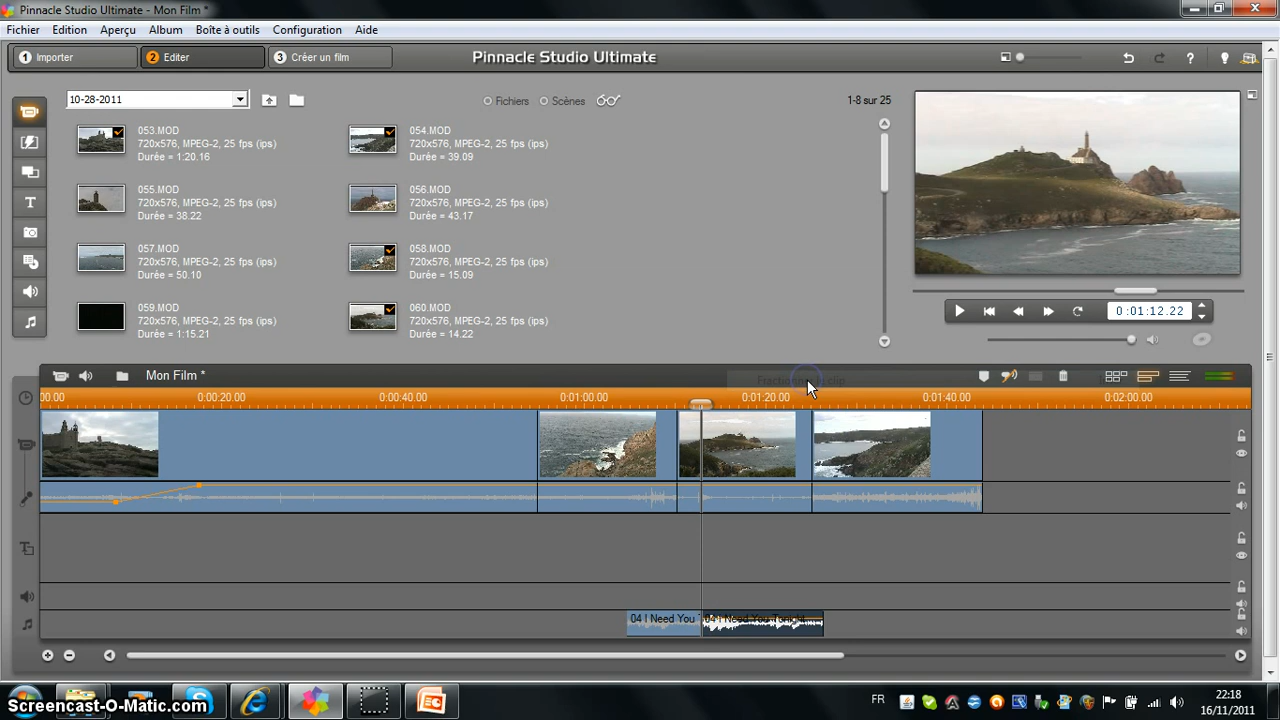 Pinnacle Studio Ultimate - Mon Film *
Fichier Edition Aperçu Album Boîte à outils Configuration Aide
1 Importer 2 Editer 3 Créer un film Pinnacle Studio Ultimate
10-28-2011 Fichiers Scènes 1-8 sur 25
053.MOD
720x576, MPEG-2, 25 fps (ips)
Durée = 1:20.16
054.MOD
720x576, MPEG-2, 25 fps (ips)
Durée = 39.09
055.MOD
720x576, MPEG-2, 25 fps (ips)
Durée = 38.22
056.MOD
720x576, MPEG-2, 25 fps (ips)
Durée = 43.17
057.MOD
720x576, MPEG-2, 25 fps (ips)
Durée = 50.10
058.MOD
720x576, MPEG-2, 25 fps (ips)
Durée = 15.09
059.MOD
720x576, MPEG-2, 25 fps (ips)
Durée = 1:15.21
060.MOD
720x576, MPEG-2, 25 fps (ips)
Durée = 14.22
0:01:12.22
Mon Film *
00.00 0:00:20.00 0:00:40.00 0:01:00.00 0:01:20.00 0:01:40.00 0:02:00.00
04 I Need You
04 I Need You Tonight
FR
22:18
16/11/2011
Screencast-O-Matic.com